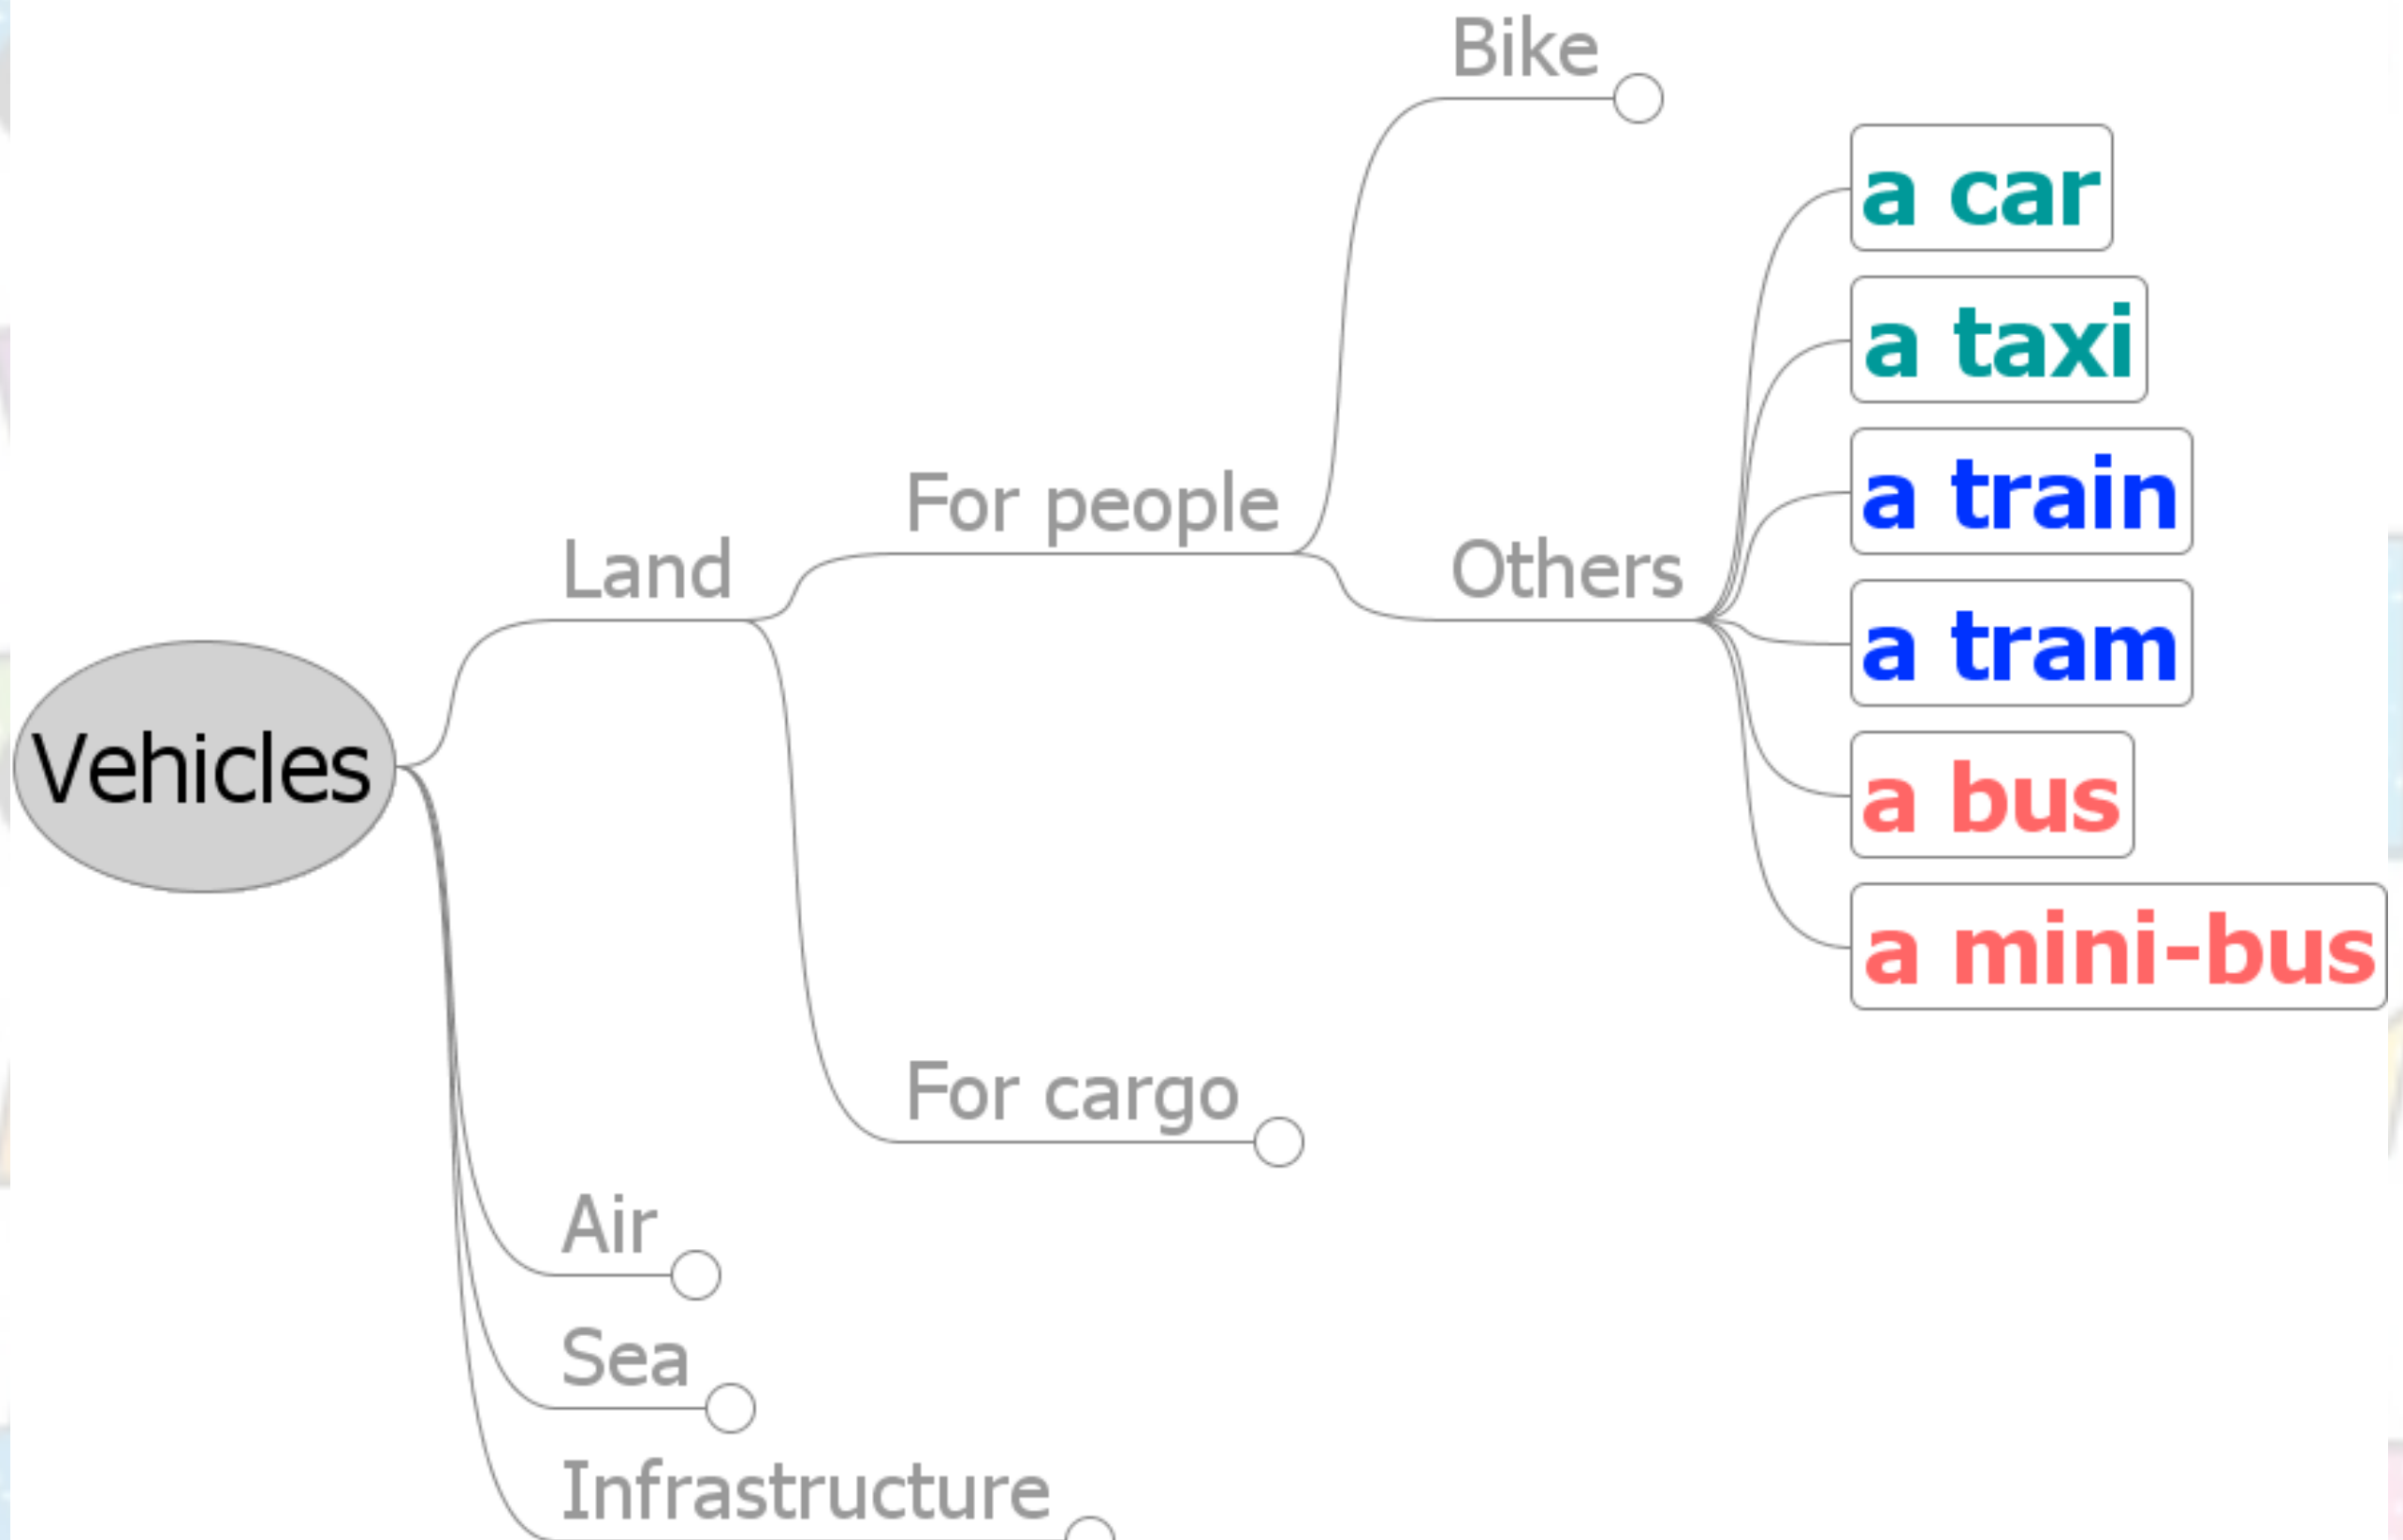 Bike
a car
a taxi
a train
For people
Land
Others
a tram
Vehicles
a bus
a mini-bus
For cargo
Air
Sea
Infrastructure